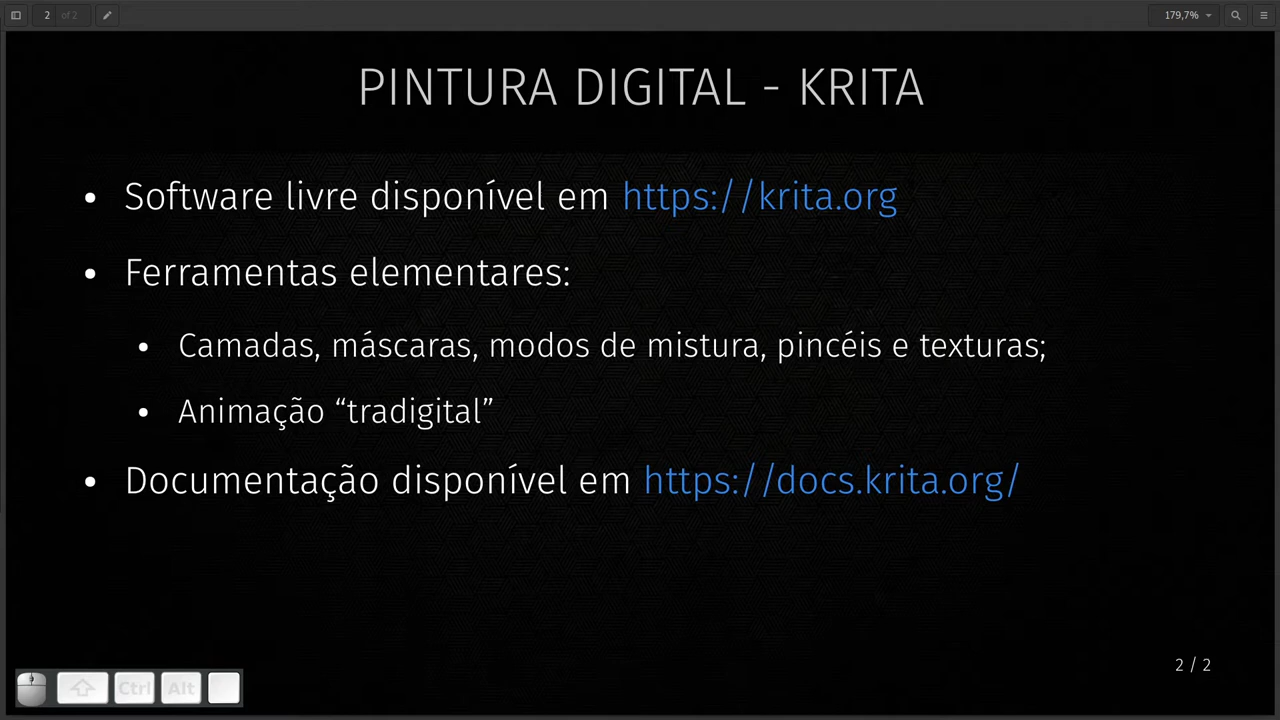 2 of 2 179,7%
PINTURA DIGITAL - KRITA
• Software livre disponível em https://krita.org
• Ferramentas elementares:
• Camadas, máscaras, modos de mistura, pincéis e texturas;
• Animação “tradigital”
• Documentação disponível em https://docs.krita.org/
2 / 2
Ctrl Alt